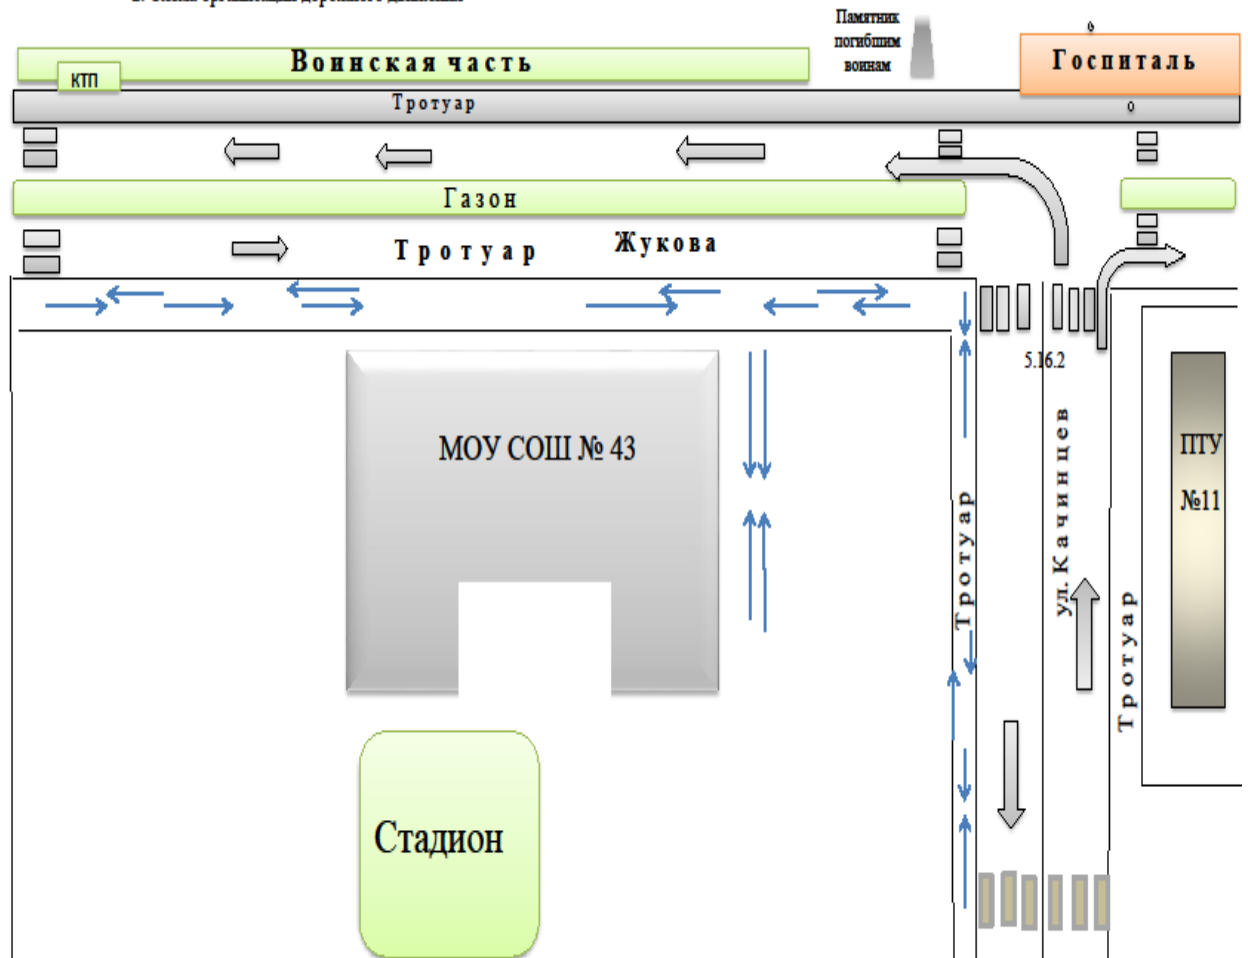 Памятник
погибшим
воинам
Воинская часть
Госпиталь
КТП
Тротуар
Газон
Тротуар
Жукова
5.16.2
МОУ СОШ № 43
ул. Качинцев
ПТУ
№11
Тротуар
Тротуар
Стадион